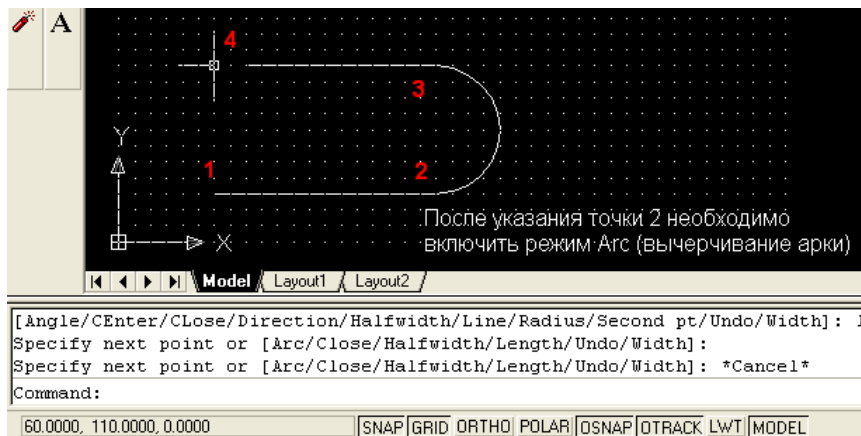 A
4
3
Y
1
2
После указания точки 2 необходимо
X
включить режим Arc (вычерчивание арки)
Model Layout1 Layout2
[Angle/CEnter/CLose/Direction/Halfwidth/Line/Radius/Second pt/Undo/Width]:
Specify next point or [Arc/Close/Halfwidth/Length/Undo/Width]:
Specify next point or [Arc/Close/Halfwidth/Length/Undo/Width]: *Cancel*
Command:
60.0000, 110.0000, 0.0000 SNAP GRID ORTHO POLAR OSNAP OTRACK LWT MODEL